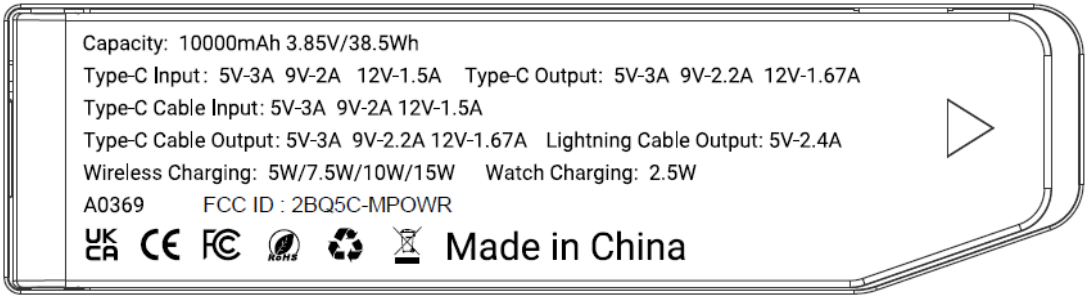 Capacity: 10000mAh 3.85V/38.5Wh
Type-C Input: 5V-3A 9V-2A 12V-1.5A Type-C Output: 5V-3A 9V-2.2A 12V-1.67A
Type-C Cable Input: 5V-3A 9V-2A 12V-1.5A
Type-C Cable Output: 5V-3A 9V-2.2A 12V-1.67A Lightning Cable Output: 5V-2.4A
Wireless Charging: 5W/7.5W/10W/15W Watch Charging: 2.5W
A0369 FCC ID : 2BQ5C-MPOWR
UK CA CE FC RoHS Made in China